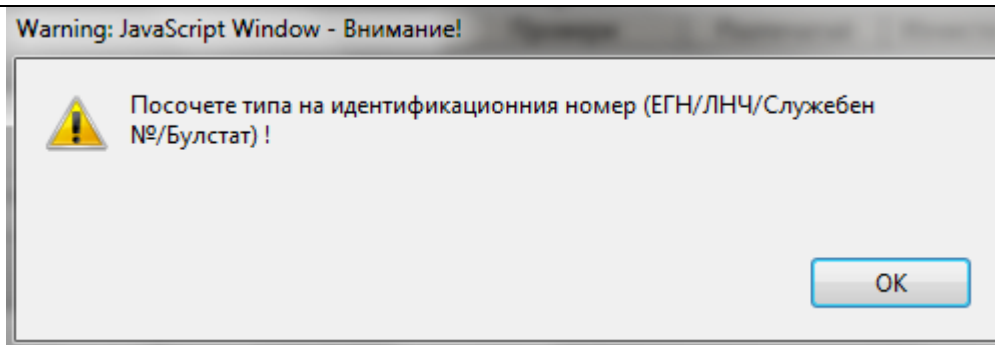 Warning: JavaScript Window - Внимание!
Посочете типа на идентификационния номер (ЕГН/ЛНЧ/Служебен
№/Булстат) !
OK